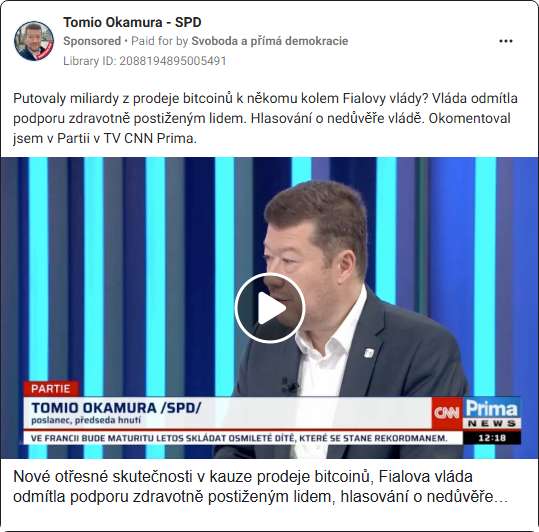 Tomio Okamura - SPD
Sponsored • Paid for by Svoboda a přímá demokracie
Library ID: 2088194895005491
Putovaly miliardy z prodeje bitcoinů k někomu kolem Fialovy vlády? Vláda odmítla
podporu zdravotně postiženým lidem. Hlasování o nedůvěře vládě. Okomentoval
jsem v Partii v TV CNN Prima.
PARTIE
TOMIO OKAMURA /SPD/
poslanec, předseda hnutí
CNN Prima
NEWS
VE FRANCII BUDE MATURITU LETOS SKLÁDAT OSMILETÉ DÍTĚ, KTERÉ SE STANE REKORDMANEM.
12:18
Nové otřesné skutečnosti v kauze prodeje bitcoinů, Fialova vláda
odmítla podporu zdravotně postiženým lidem, hlasování o nedůvěře…